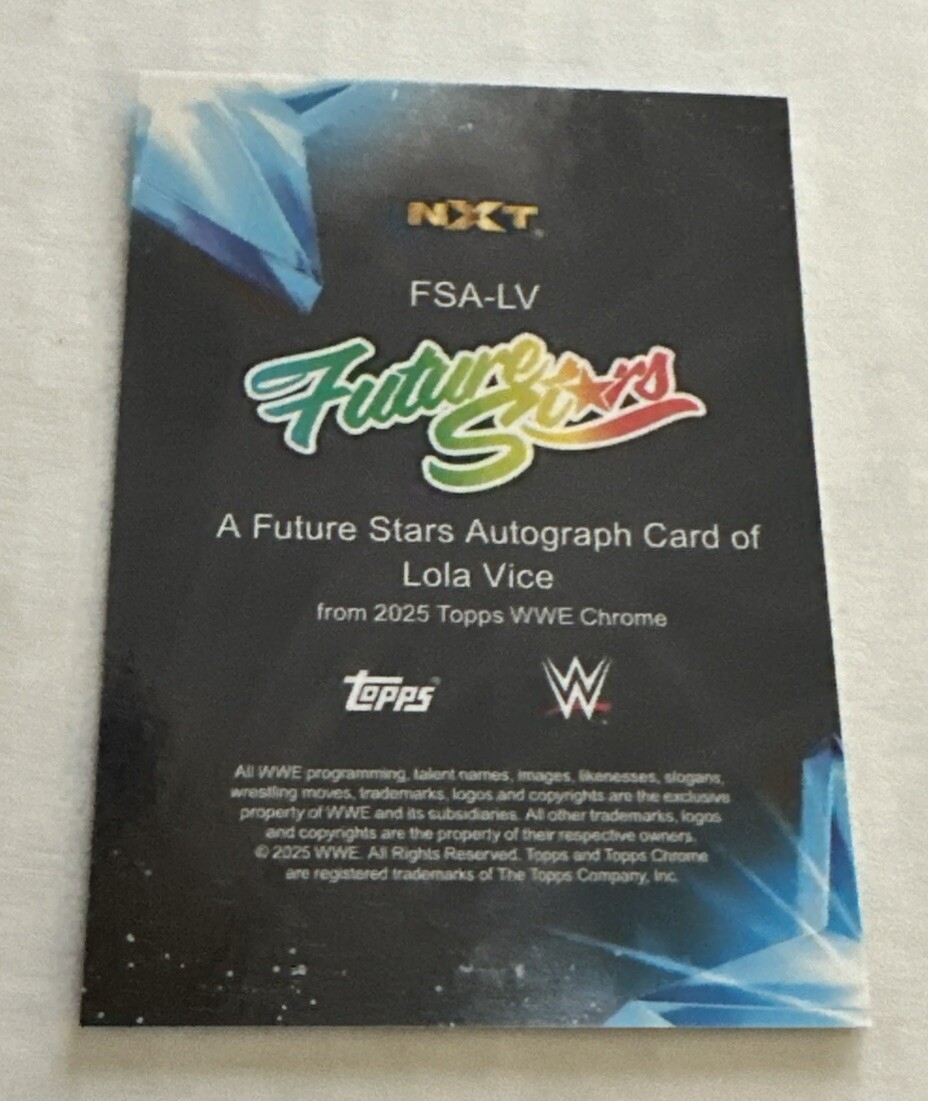 NXT
FSA-LV
Future
Stars
A Future Stars Autograph Card of
Lola Vice
from 2025 Topps WWE Chrome
topps W
All WWE programming, talent names, images, likenesses, slogans,
wrestling moves, trademarks, logos and copyrights are the exclusive
property of WWE and its subsidiaries. All other trademarks, logos
and copyrights are the property of their respective owners.
© 2025 WWE. All Rights Reserved. Topps and Topps Chrome
are registered trademarks of The Topps Company, Inc.